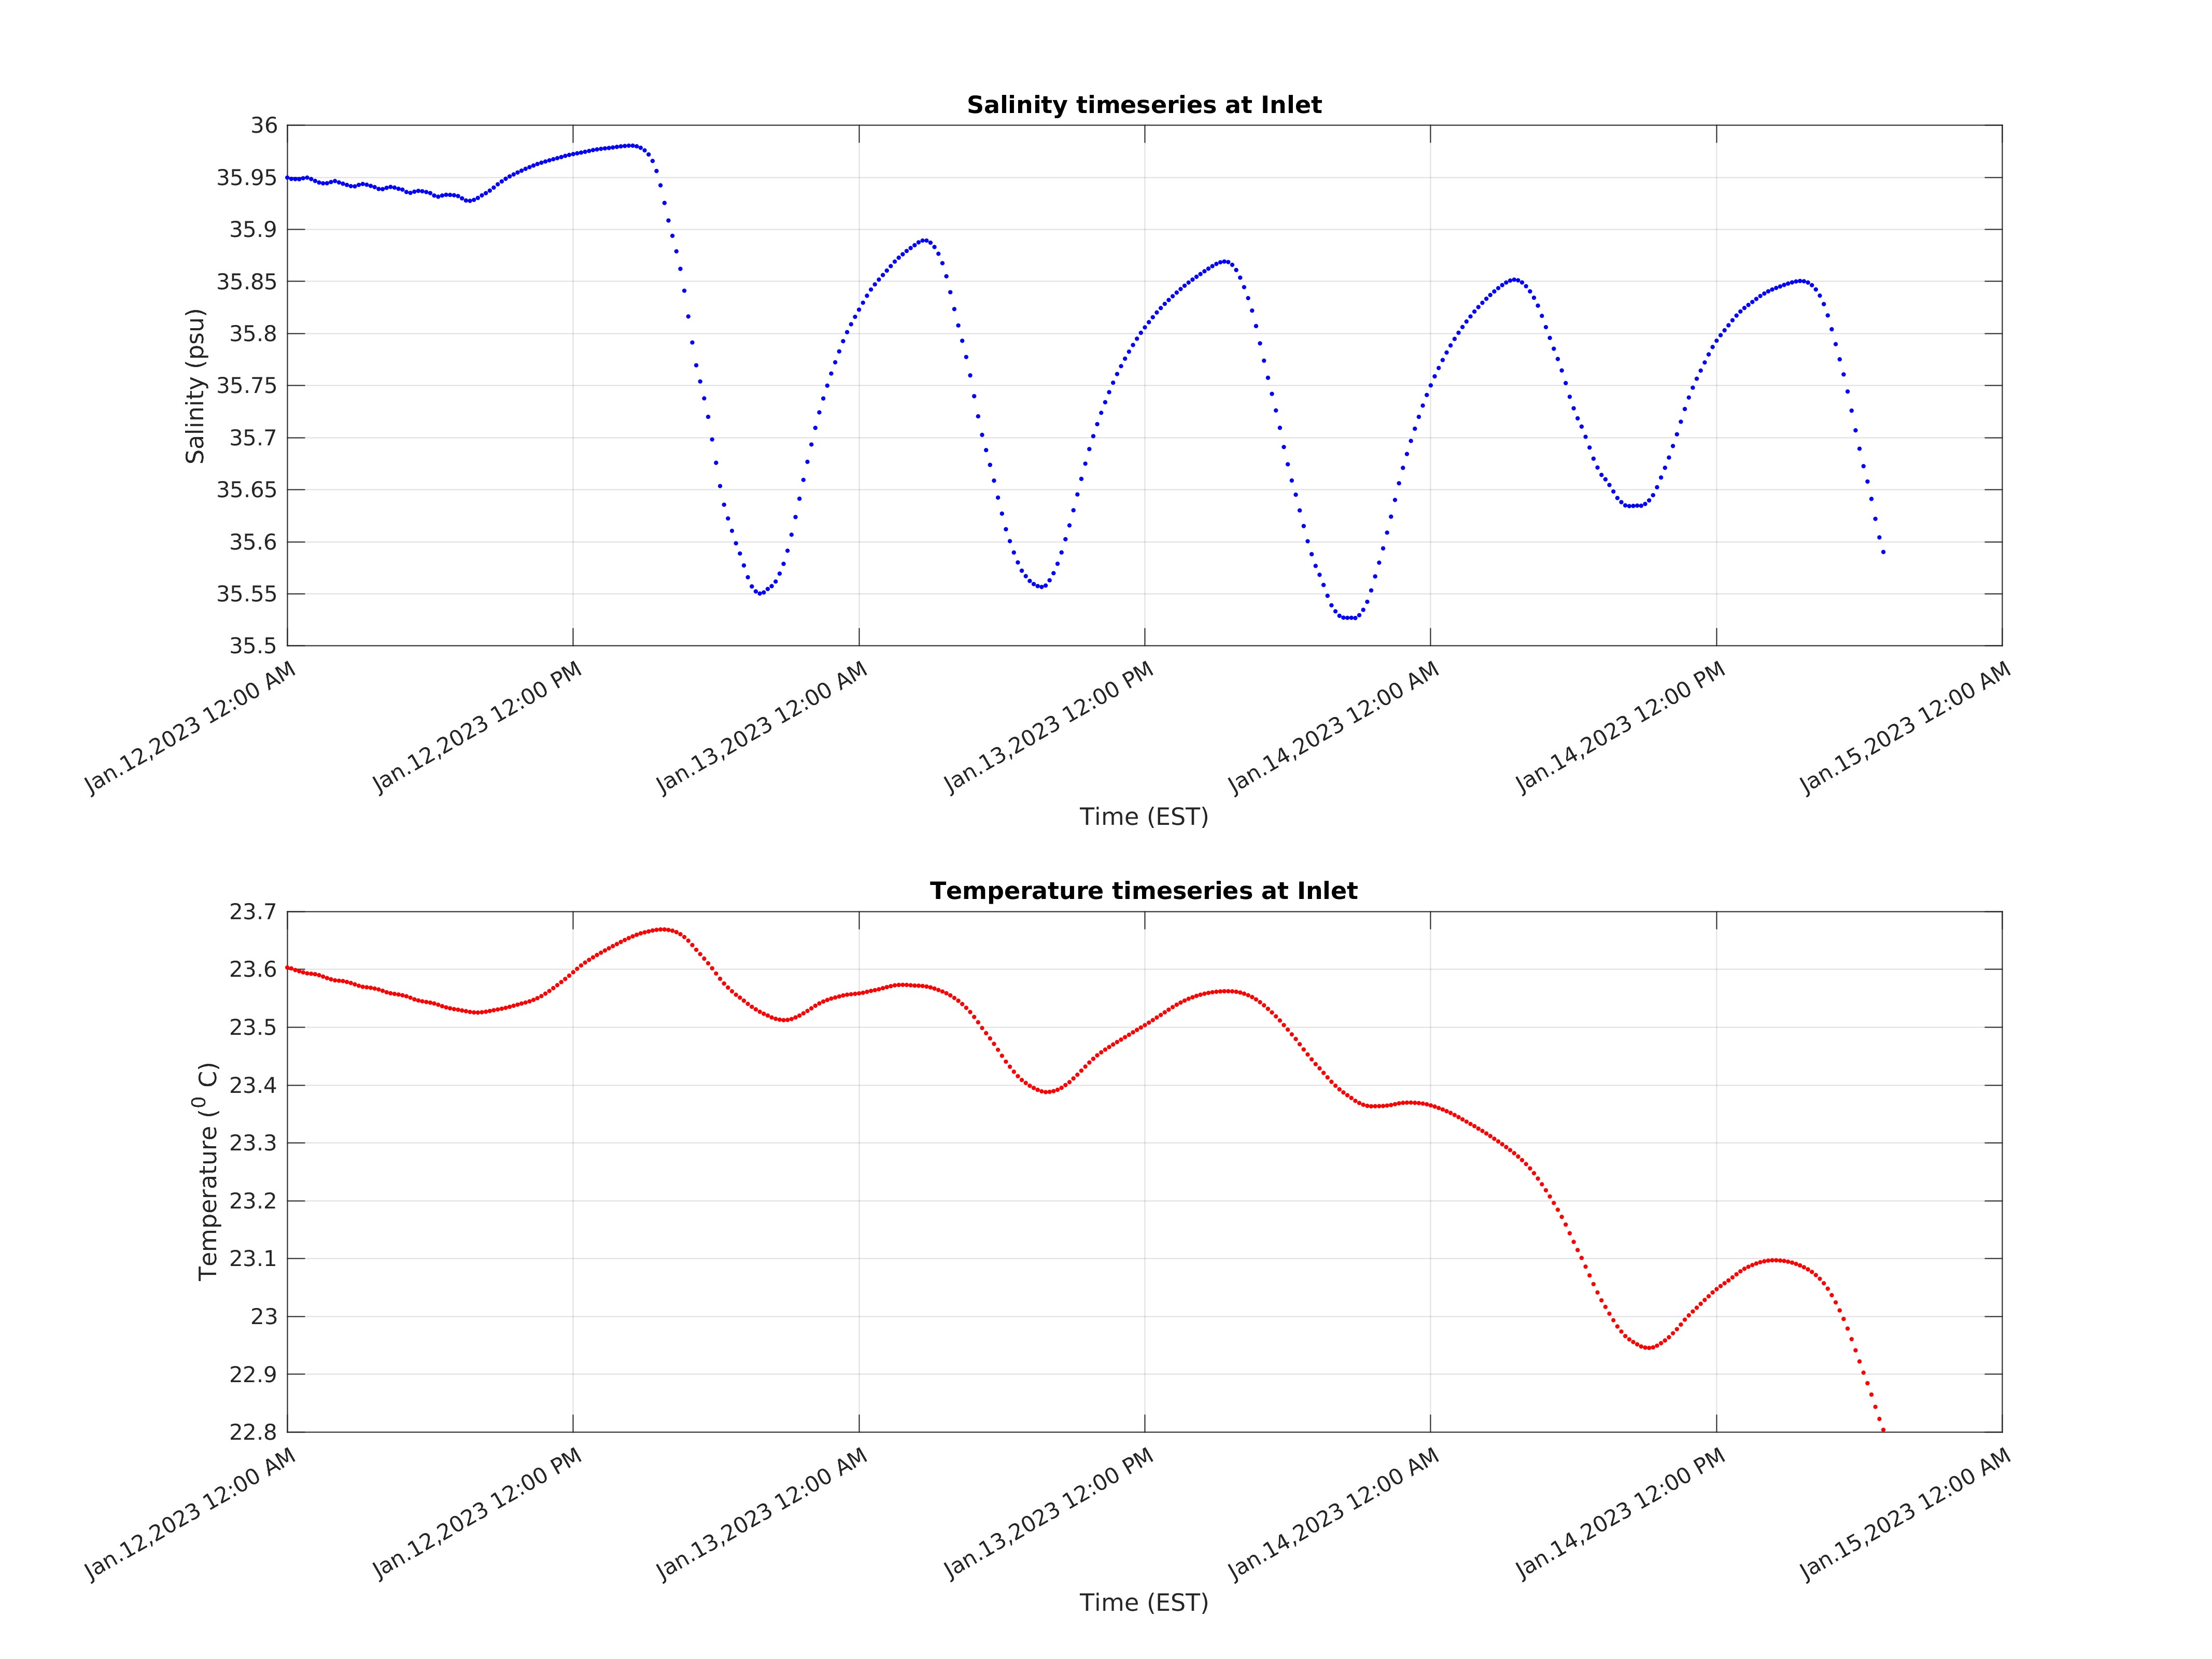 Salinity timeseries at Inlet
36
35.95
35.9
35.85
35.8
35.75
35.7
35.65
35.6
35.55
35.5
Salinity (psu)
Jan.12,2023 12:00 AM
Jan.12,2023 12:00 PM
Jan.13,2023 12:00 AM
Jan.13,2023 12:00 PM
Jan.14,2023 12:00 AM
Jan.14,2023 12:00 PM
Jan.15,2023 12:00 AM
Time (EST)
Temperature timeseries at Inlet
23.7
23.6
23.5
23.4
23.3
23.2
23.1
23
22.9
22.8
Temperature (⁰ C)
Jan.12,2023 12:00 AM
Jan.12,2023 12:00 PM
Jan.13,2023 12:00 AM
Jan.13,2023 12:00 PM
Jan.14,2023 12:00 AM
Jan.14,2023 12:00 PM
Jan.15,2023 12:00 AM
Time (EST)